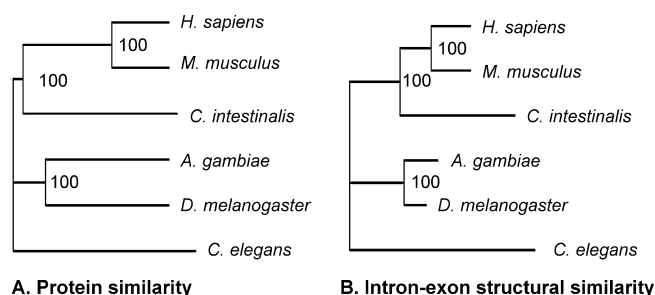 H. sapiens
100
M. musculus
100
C. intestinalis
A. gambiae
100
D. melanogaster
C. elegans
A. Protein similarity
H. sapiens
100
M. musculus
100
C. intestinalis
A. gambiae
100
D. melanogaster
C. elegans
B. Intron-exon structural similarity